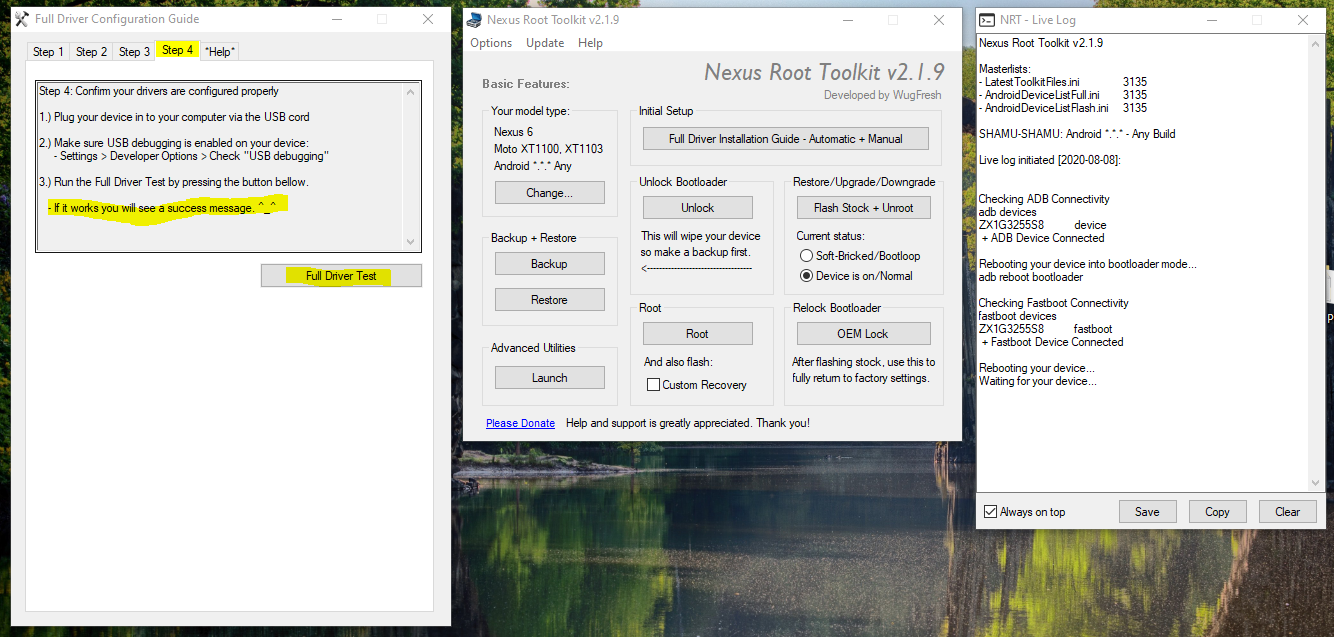 Full Driver Configuration Guide
Step 1
Step 2
Step 3
Step 4
*Help*
Step 4: Confirm your drivers are configured properly
1.) Plug your device in to your computer via the USB cord
2.) Make sure USB debugging is enabled on your device:
- Settings > Developer Options > Check "USB debugging"
3.) Run the Full Driver Test by pressing the button bellow.
- If it works you will see a success message. ^_^
Full Driver Test
Nexus Root Toolkit v2.1.9
Options Update Help
Nexus Root Toolkit v2.1.9
Developed by WugFresh
Basic Features:
Your model type:
Nexus 6
Moto XT1100, XT1103
Android *.*.* Any
Change...
Backup + Restore
Backup
Restore
Advanced Utilities
Launch
Initial Setup
Full Driver Installation Guide - Automatic + Manual
Unlock Bootloader
Unlock
This will wipe your device
so make a backup first.
<------------------------------------
Restore/Upgrade/Downgrade
Flash Stock + Unroot
Current status:
Soft-Bricked/Bootloop
Device is on/Normal
Root
Root
And also flash:
Custom Recovery
Relock Bootloader
OEM Lock
After flashing stock, use this to
fully return to factory settings.
Please Donate Help and support is greatly appreciated. Thank you!
NRT - Live Log
Nexus Root Toolkit v2.1.9
Masterlists:
- LatestToolkitFiles.ini 3135
- AndroidDeviceListFull.ini 3135
- AndroidDeviceListFlash.ini 3135
SHAMU-SHAMU: Android *.*.* - Any Build
Live log initiated [2020-08-08]:
Checking ADB Connectivity
adb devices
ZX1G3255S8 device
+ ADB Device Connected
Rebooting your device into bootloader mode...
adb reboot bootloader
Checking Fastboot Connectivity
fastboot devices
ZX1G3255S8 fastboot
+ Fastboot Device Connected
Rebooting your device...
Waiting for your device...
Always on top
Save
Copy
Clear